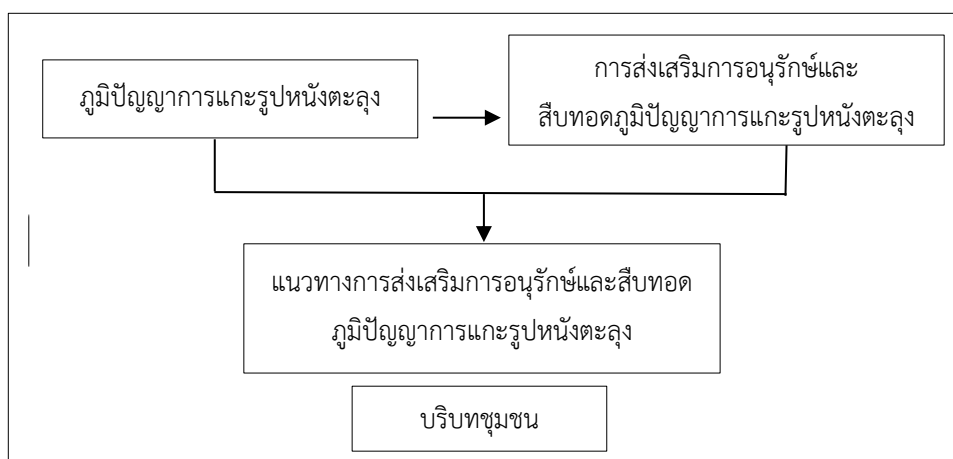 ภูมิปัญญาการแกะรูปหนังตะลุง
การส่งเสริมการอนุรักษ์และ
สืบทอดภูมิปัญญาการแกะรูปหนังตะลุง
แนวทางการส่งเสริมการอนุรักษ์และสืบทอด
ภูมิปัญญาการแกะรูปหนังตะลุง
บริบทชุมชน